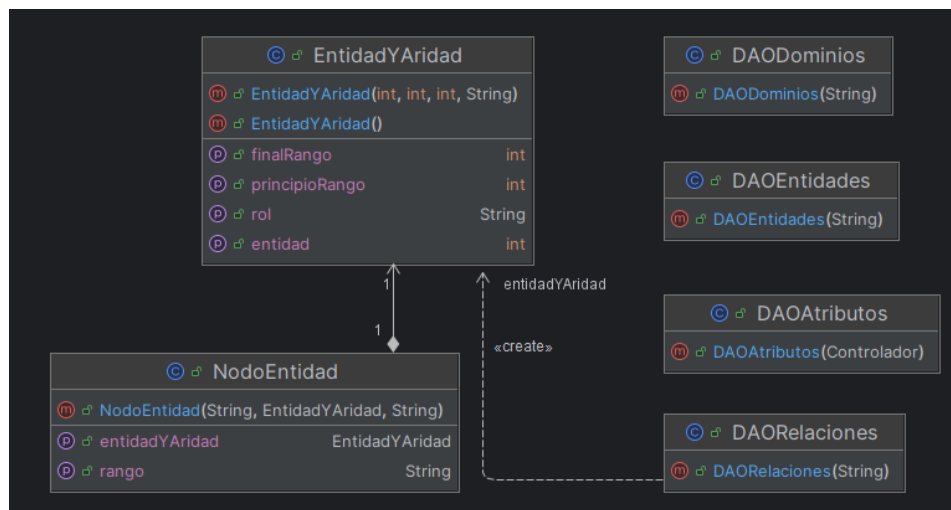 EntidadYAridad
EntidadYAridad(int, int, int, String)
EntidadYAridad()
finalRango int
principioRango int
rol String
entidad int
DAODominios
DAODominios(String)
DAOEntidades
DAOEntidades(String)
1
entidadYAridad
1
«create»
DAOAtributos
DAOAtributos(Controlador)
NodoEntidad
NodoEntidad(String, EntidadYAridad, String)
entidadYAridad EntidadYAridad
rango String
DAORelaciones
DAORelaciones(String)